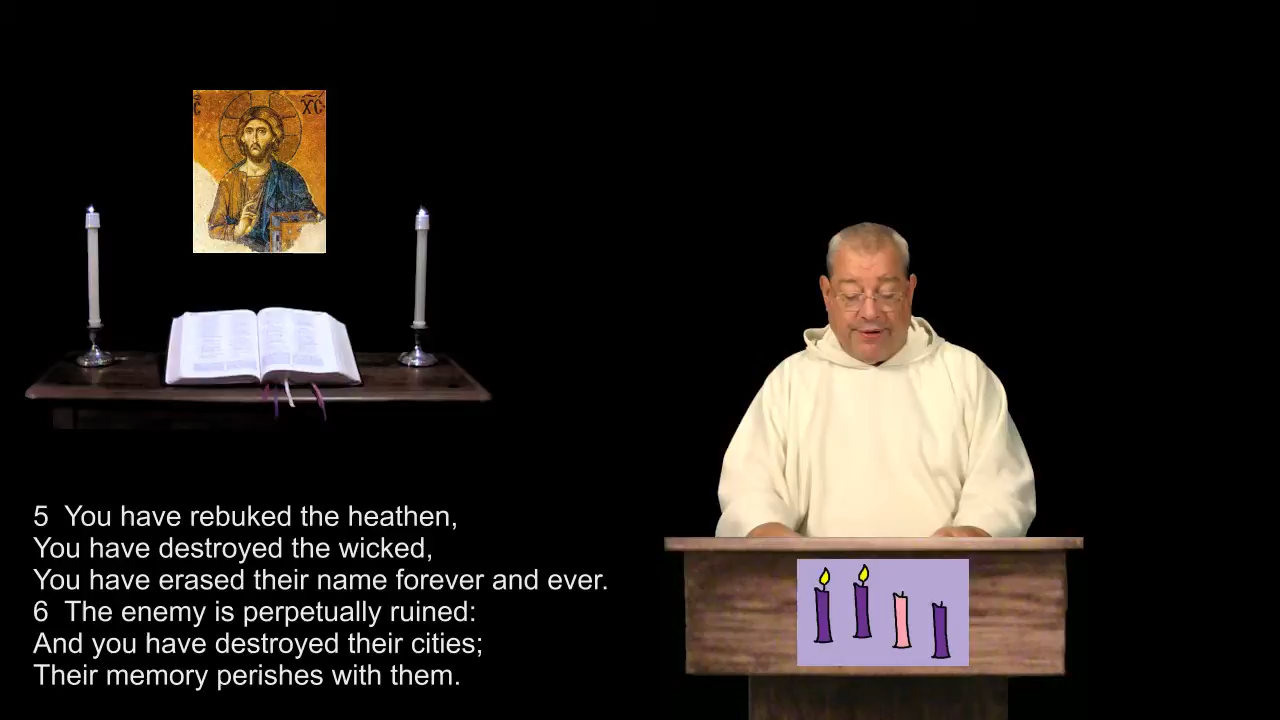 C XC
5 You have rebuked the heathen,
You have destroyed the wicked,
You have erased their name forever and ever.
6 The enemy is perpetually ruined:
And you have destroyed their cities;
Their memory perishes with them.